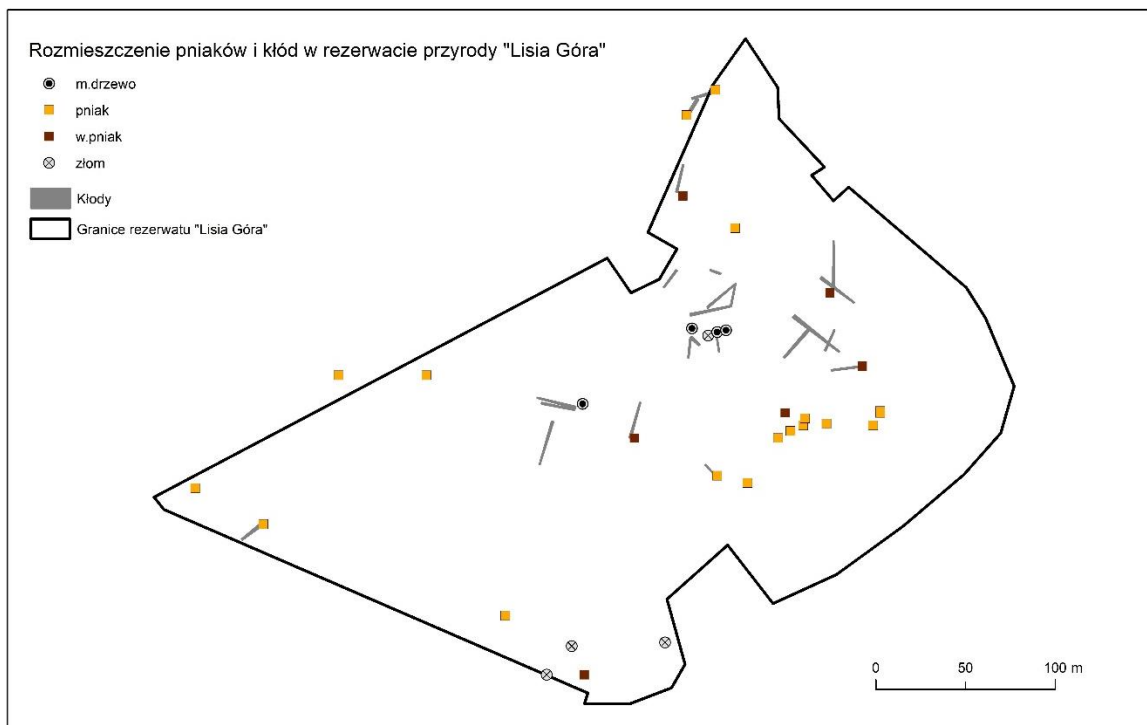 Rozmieszczenie pniaków i kłód w rezerwacie przyrody "Lisia Góra"
m.drzewo
pniak
w.pniak
złom
Kłody
Granice rezerwatu "Lisia Góra"
0 50 100 m